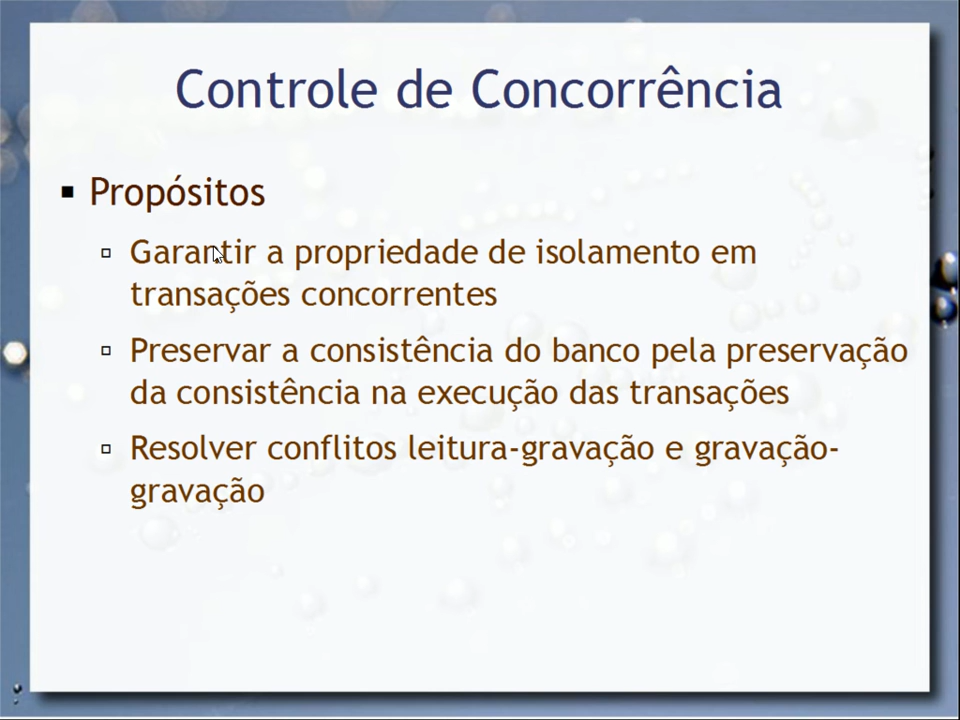 Controle de Concorrência
Propósitos
Garantir a propriedade de isolamento em
transações concorrentes
Preservar a consistência do banco pela preservação
da consistência na execução das transações
Resolver conflitos leitura-gravação e gravação-
gravação